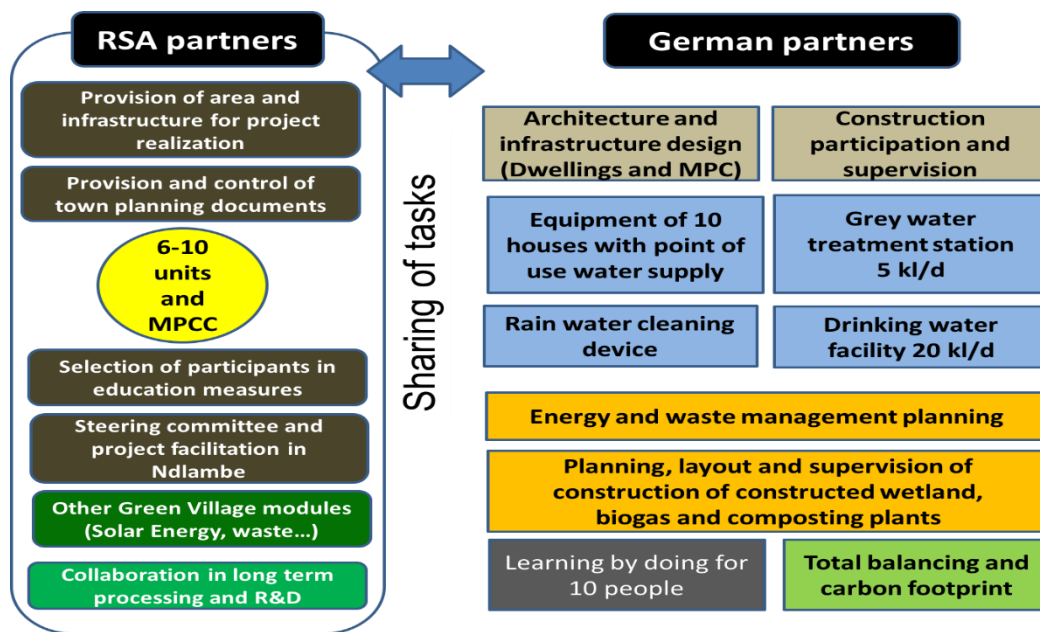 RSA partners
Provision of area and
infrastructure for project
realization
Provision and control of
town planning documents
6-10
units
and
MPCC
Selection of participants in
education measures
Steering committee and
project facilitation in
Ndlambe
Other Green Village modules
(Solar Energy, waste...)
Collaboration in long term
processing and R&D
Sharing of tasks
German partners
Architecture and
infrastructure design
(Dwellings and MPC)
Construction
participation and
supervision
Equipment of 10
houses with point of
use water supply
Grey water
treatment station
5 kl/d
Rain water cleaning
device
Drinking water
facility 20 kl/d
Energy and waste management planning
Planning, layout and supervision of
construction of constructed wetland,
biogas and composting plants
Learning by doing for
10 people
Total balancing and
carbon footprint